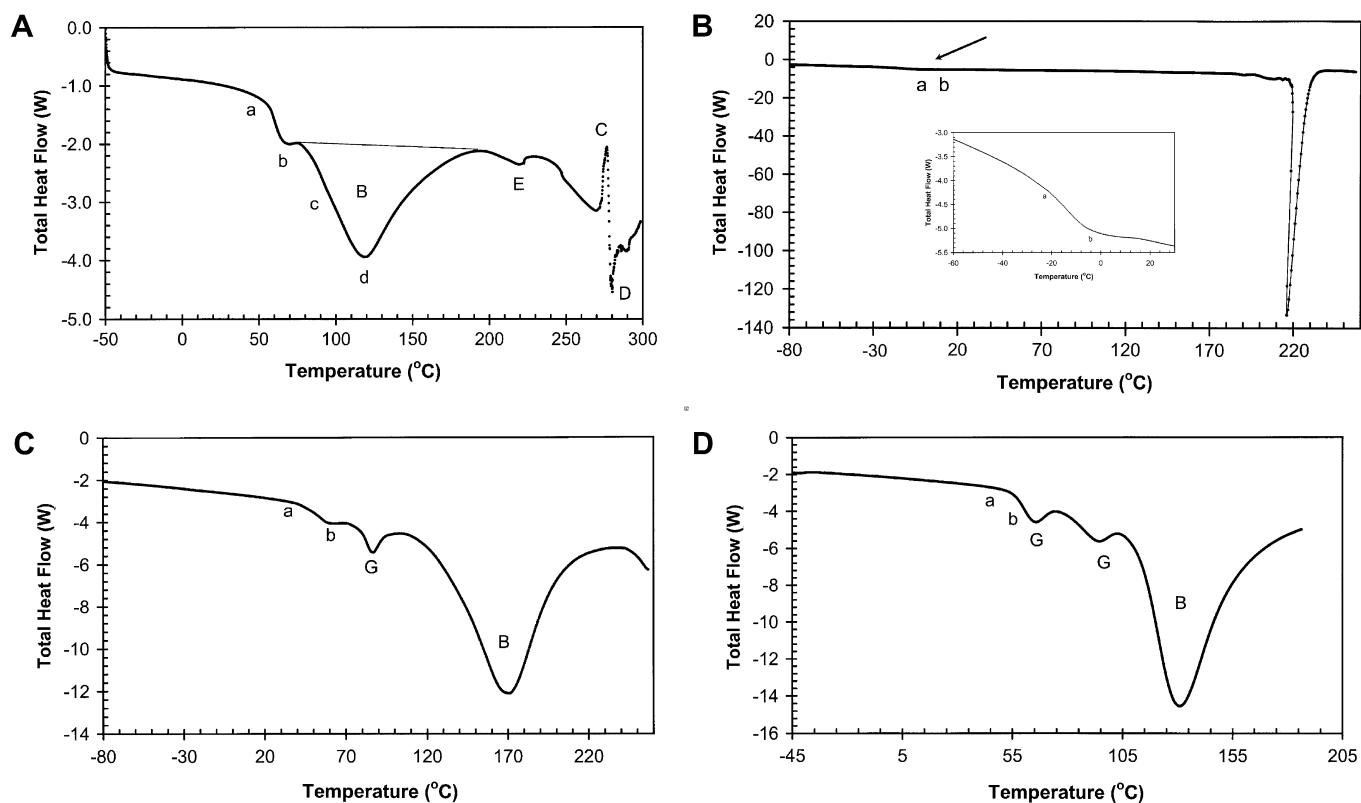 A
Total Heat Flow (W)
0.0
-1.0
-2.0
-3.0
-4.0
-5.0
a
b
c
B
d
E
C
D
-50 0 50 100 150 200 250 300
Temperature (°C)
B
Total Heat Flow (W)
20
0
-20
-40
-60
-80
-100
-120
-140
a b
Total Heat Flow (W)
-3.0
-3.5
-4.0
-4.5
-5.0
-5.5
a
b
-60 -40 -20 0 20
Temperature (°C)
-80 -30 20 70 120 170 220
Temperature (°C)
C
Total Heat Flow (W)
0
-2
-4
-6
-8
-10
-12
-14
a
b
G
B
-80 -30 20 70 120 170 220
Temperature (°C)
D
Total Heat Flow (W)
0
-2
-4
-6
-8
-10
-12
-14
-16
a
b
G
G
B
-45 5 55 105 155 205
Temperature (°C)